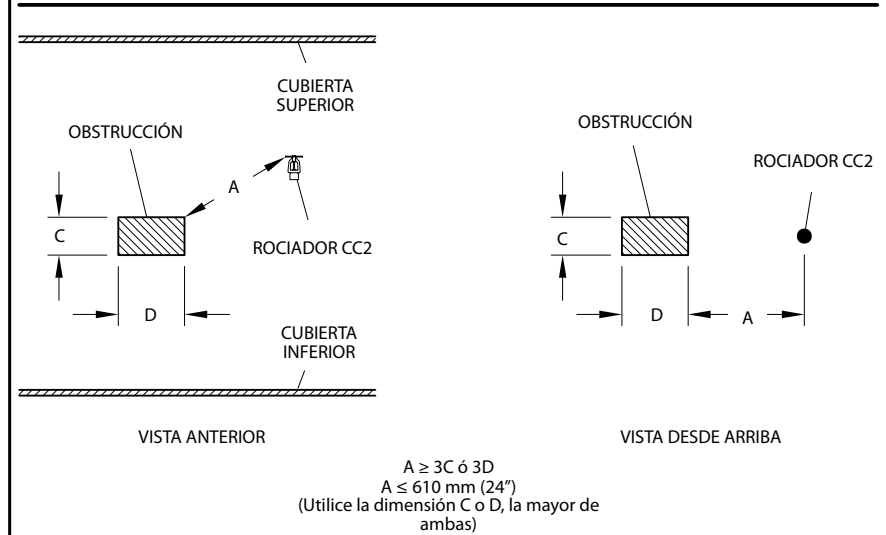 CUBIERTA
SUPERIOR
OBSTRUCCIÓN
A
ROCIADOR CC2
C
D
CUBIERTA
INFERIOR
VISTA ANTERIOR
OBSTRUCCIÓN
ROCIADOR CC2
C
D
A
VISTA DESDE ARRIBA
A ≥ 3C ó 3D
A ≤ 610 mm (24”)
(Utilice la dimensión C o D, la mayor de
ambas)